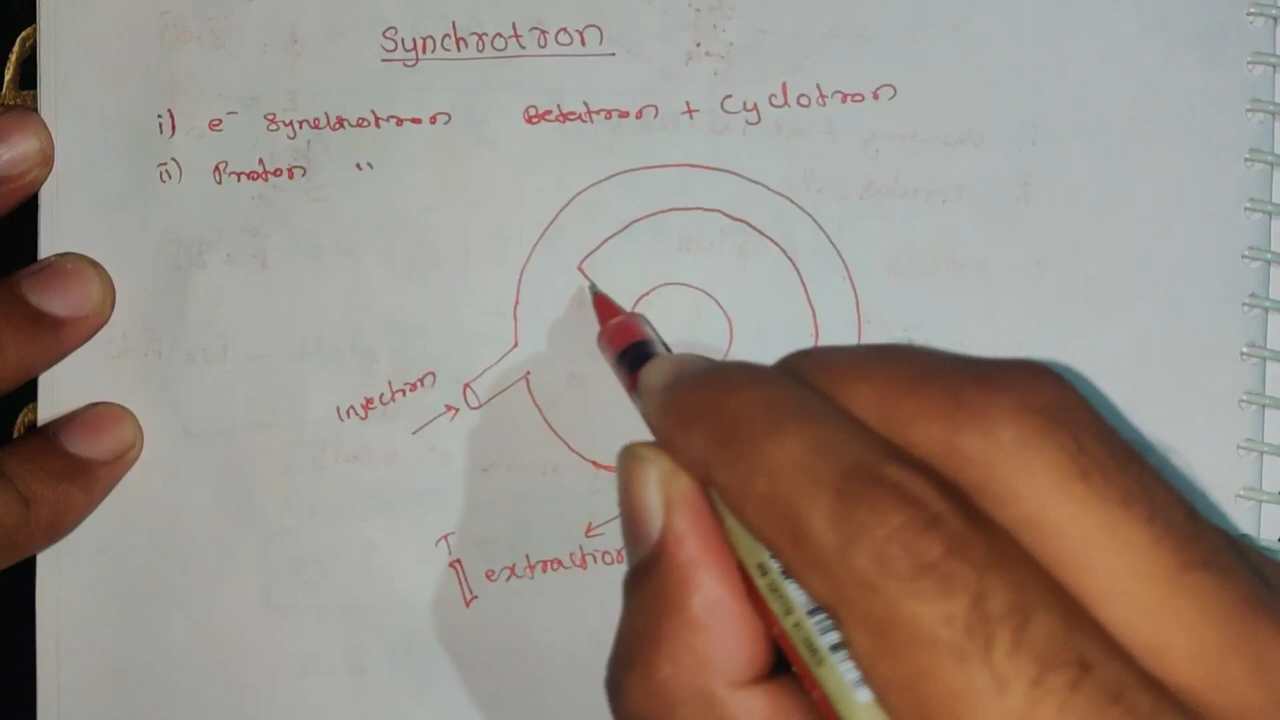 Synchrotron
i) e⁻ Synchrotron Betatron + Cyclotron
ii) Proton "
Injection
T
extraction